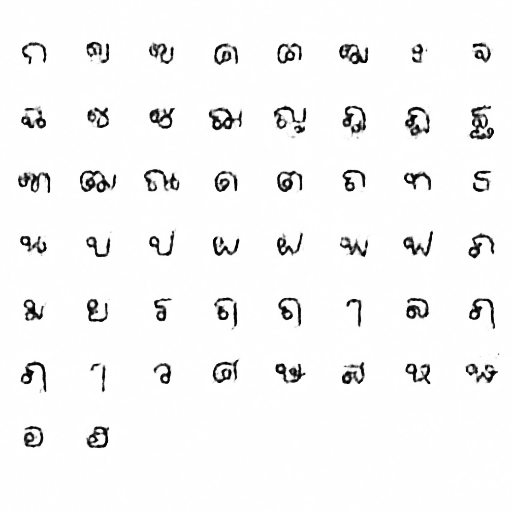 ก ข ฃ ค ฅ ฆ ง จ
ฉ ช ซ ฌ ญ ฎ ฏ ฐ
ฑ ฒ ณ ด ต ถ ท ธ
น บ ป ผ ฝ พ ฟ ภ
ม ย ร ฤ ฤ ๅ ล ฦ
ฦ ๅ ว ศ ษ ส ห ฬ
อ ฮ